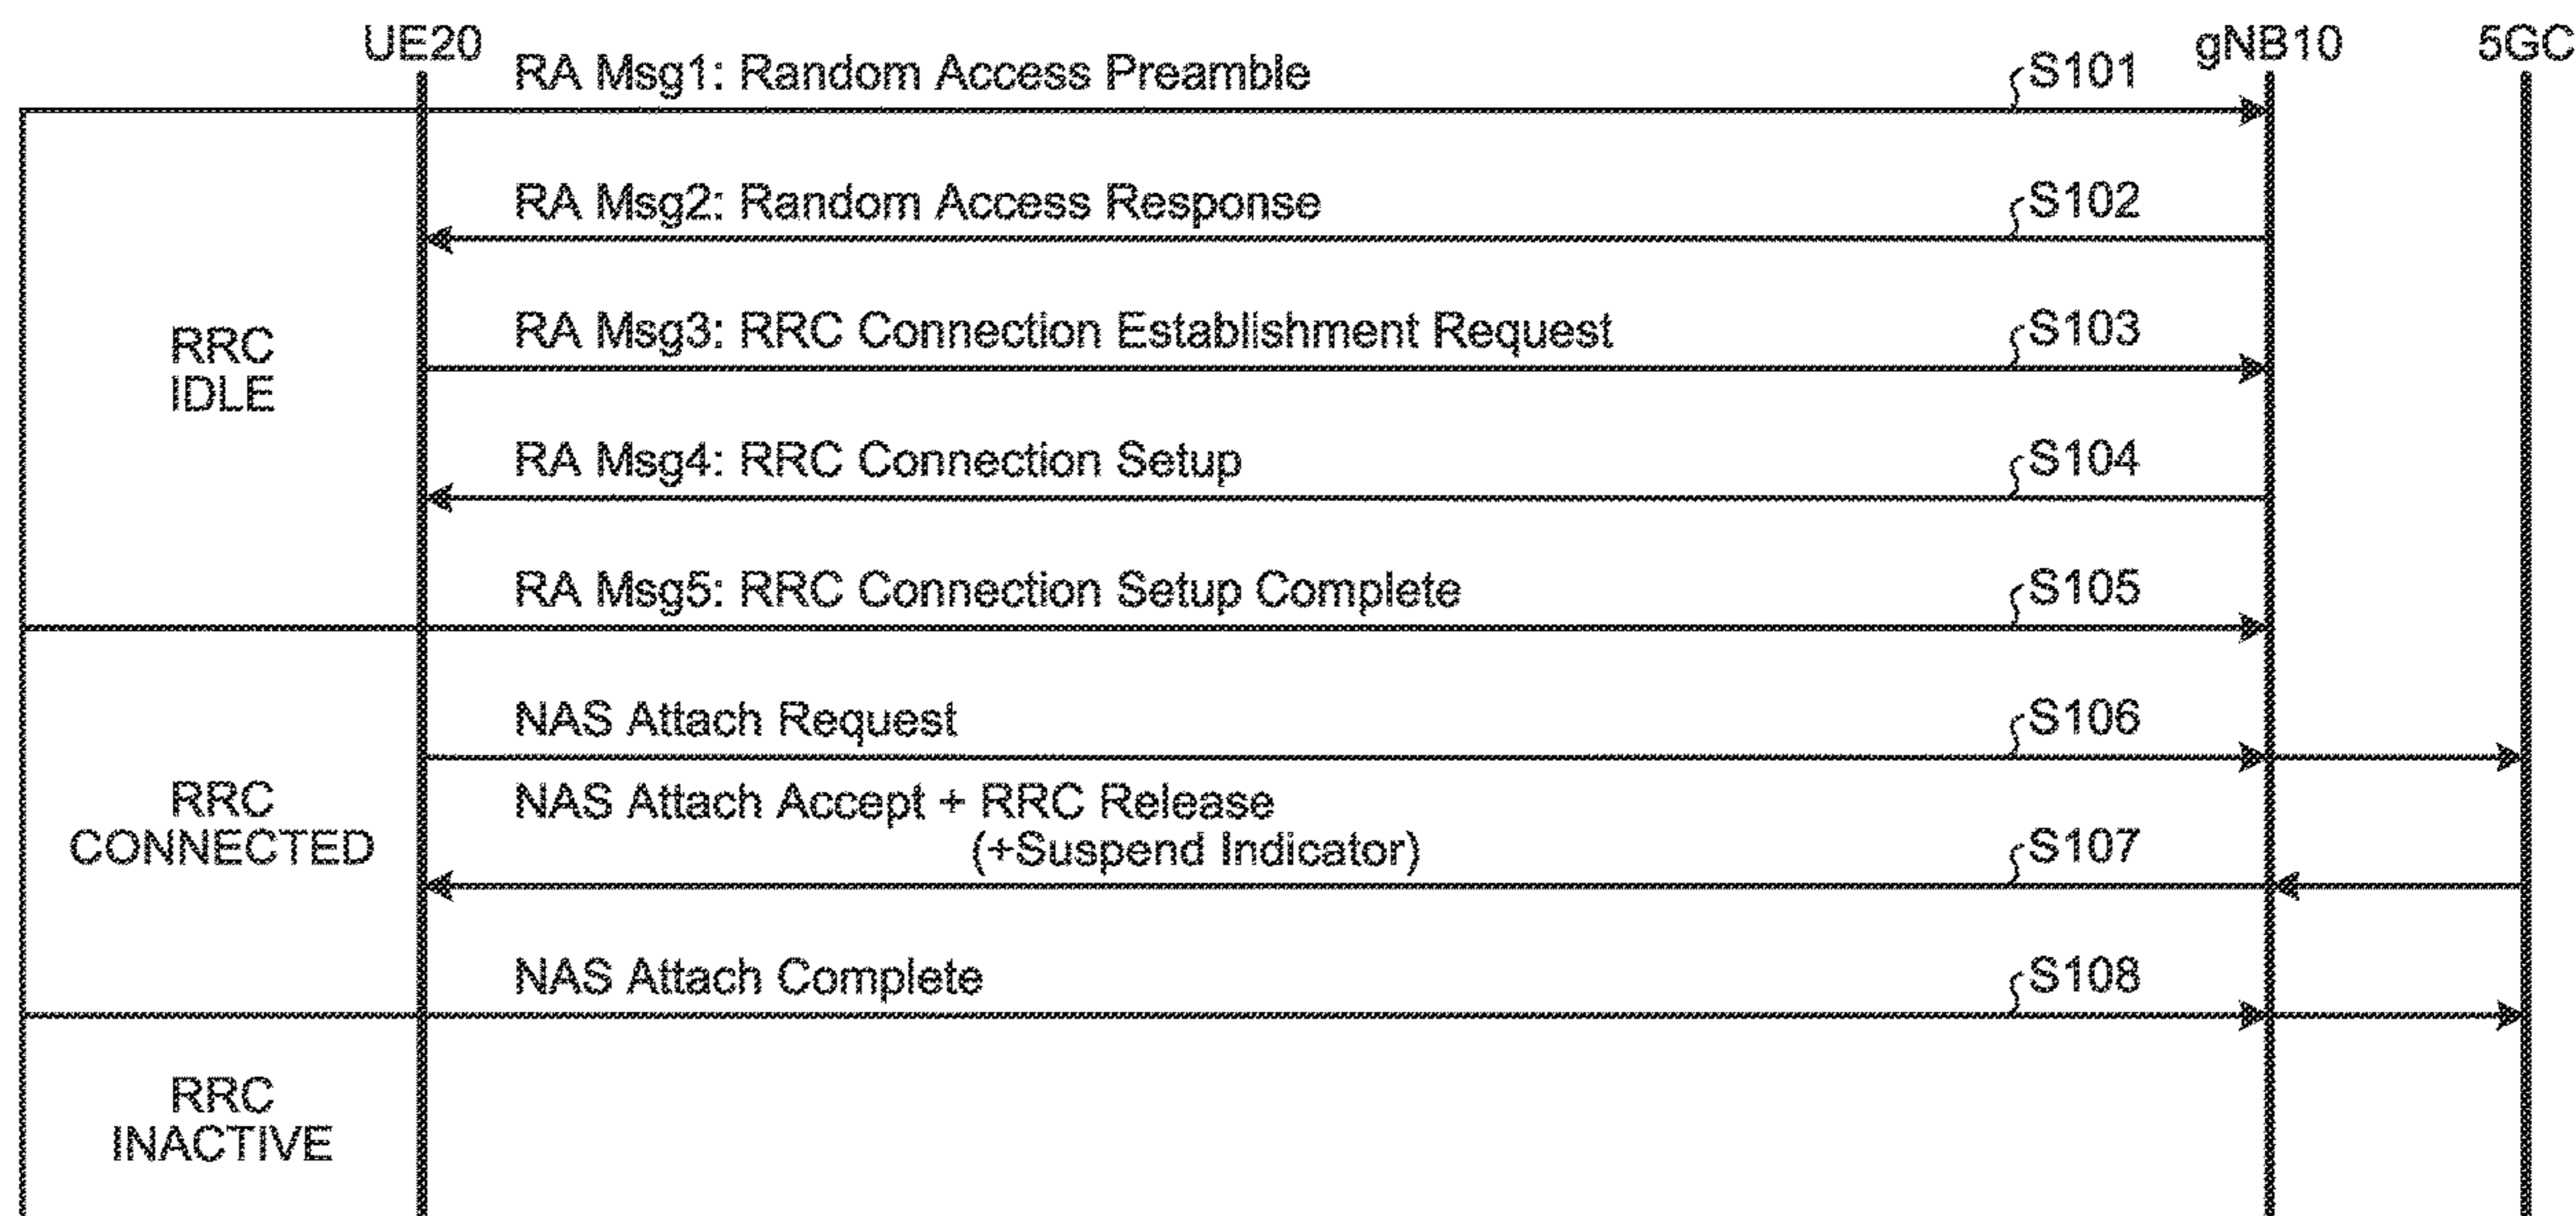 UE20
gNB10
5GC
RA Msg1: Random Access Preamble
S101
RA Msg2: Random Access Response
S102
RRC
IDLE
RA Msg3: RRC Connection Establishment Request
S103
RA Msg4: RRC Connection Setup
S104
RA Msg5: RRC Connection Setup Complete
S105
NAS Attach Request
S106
RRC
CONNECTED
NAS Attach Accept + RRC Release
(+Suspend Indicator)
S107
NAS Attach Complete
S108
RRC
INACTIVE